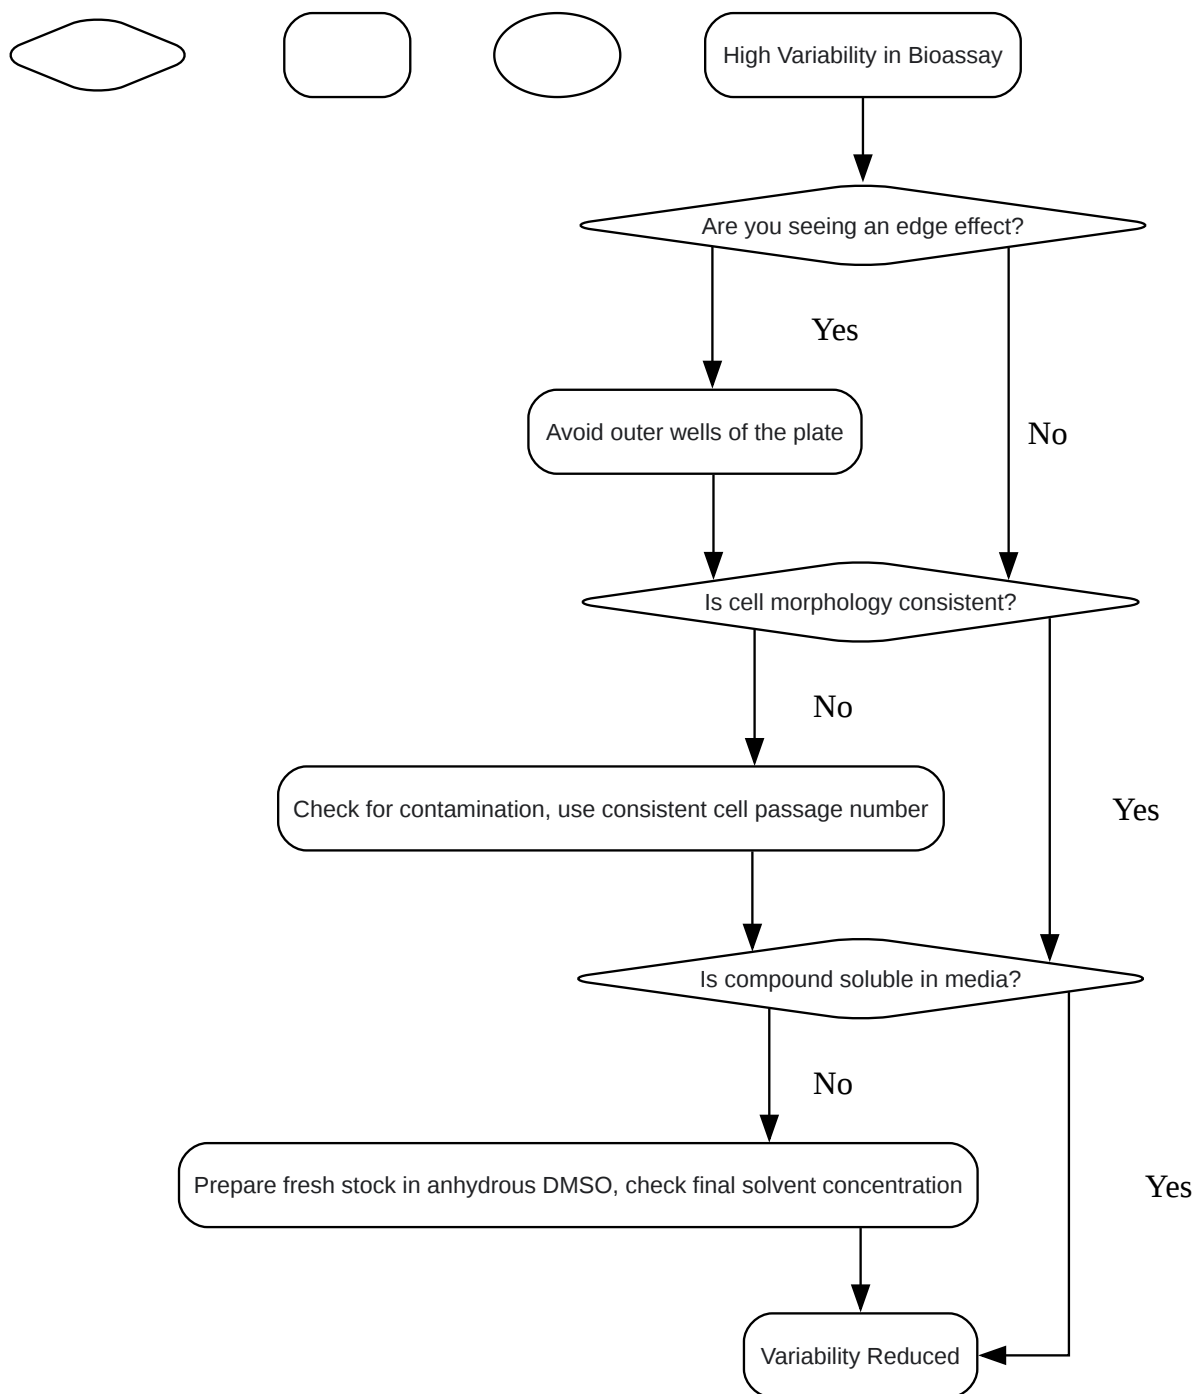 High Variability in Bioassay
Are you seeing an edge effect?
Yes
Avoid outer wells of the plate
No
Is cell morphology consistent?
No
Check for contamination, use consistent cell passage number
Yes
Is compound soluble in media?
No
Prepare fresh stock in anhydrous DMSO, check final solvent concentration
Yes
Variability Reduced